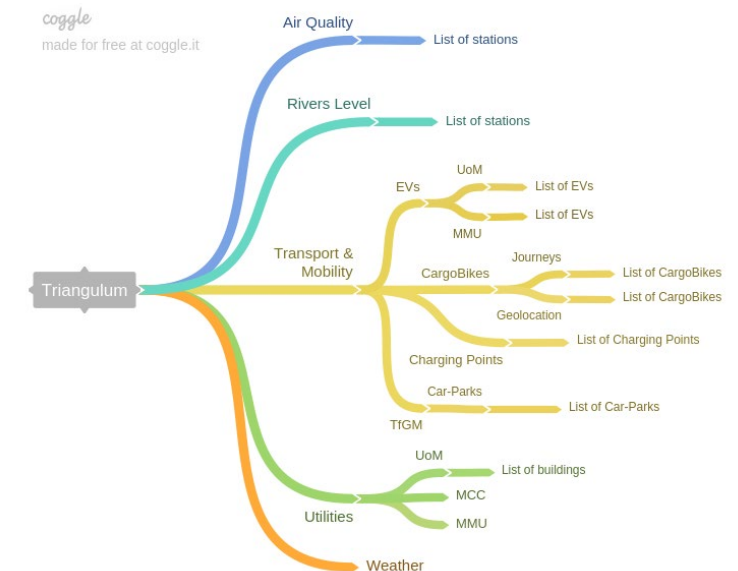 coggle
made for free at coggle.it
Air Quality
List of stations
Rivers Level
List of stations
UoM
EVs
List of EVs
List of EVs
MMU
Transport &
Mobility
Journeys
CargoBikes
List of CargoBikes
List of CargoBikes
Geolocation
Triangulum
List of Charging Points
Charging Points
Car-Parks
List of Car-Parks
TfGM
UoM
List of buildings
MCC
Utilities
MMU
Weather